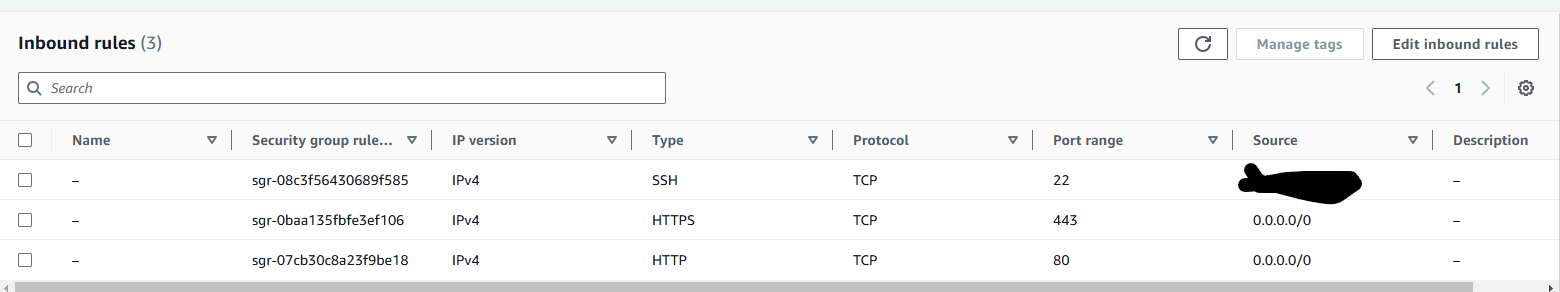 Inbound rules (3)
Manage tags
Edit inbound rules
Search
1
Name Security group rule... IP version Type Protocol Port range Source Description
– sgr-08c3f56430689f585 IPv4 SSH TCP 22 –
– sgr-0baa135fbfe3ef106 IPv4 HTTPS TCP 443 0.0.0.0/0 –
– sgr-07cb30c8a23f9be18 IPv4 HTTP TCP 80 0.0.0.0/0 –